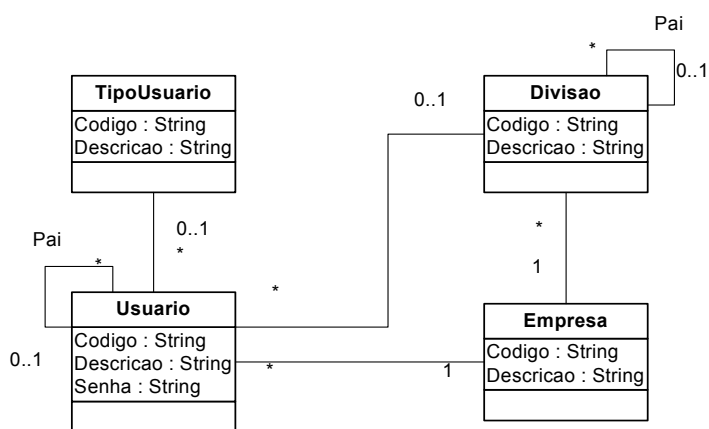 Pai
*
0..1
TipoUsuario
Codigo : String
Descricao : String
0..1
Divisao
Codigo : String
Descricao : String
0..1
*
Pai
*
*
*
1
Usuario
Codigo : String
Descricao : String
Senha : String
0..1
*
1
Empresa
Codigo : String
Descricao : String